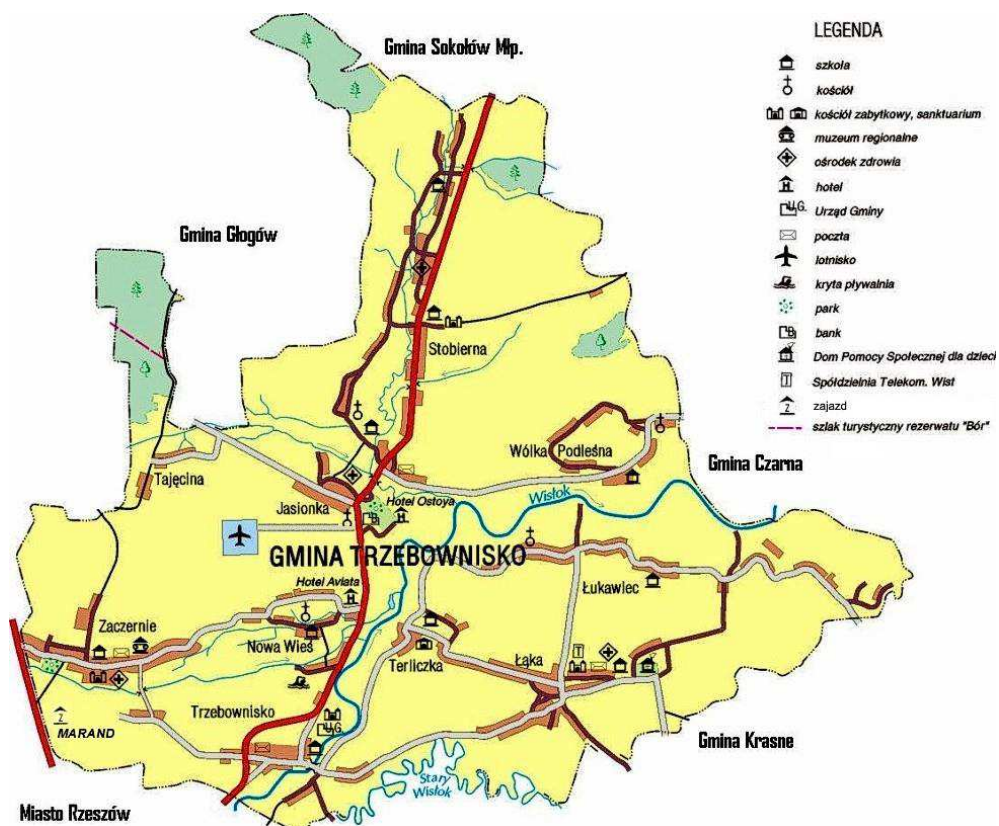 Gmina Sokołów Młp.
LEGENDA
szkoła
kościół
kościół zabytkowy, sanktuarium
muzeum regionalne
ośrodek zdrowia
hotel
U.G.
Urząd Gminy
poczta
lotnisko
kryta pływalnia
park
B
bank
Dom Pomocy Społecznej dla dzieci
T
Spółdzielnia Telekom. Wist
Z
zajazd
szlak turystyczny rezerwatu "Bór"
Gmina Głogów
Stobierna
Wólka Podleśna
Gmina Czarna
Tajęcina
Wisłok
Jasionka
Hotel Ostoya
H
B
GMINA TRZEBOWNISKO
Hotel Aviata
H
Łukawiec
Zaczernie
Nowa Wieś
Terliczka
Łąka
T
Trzebownisko
U.G.
Z
MARAND
Gmina Krasne
Stary
Wisłok
Miasto Rzeszów